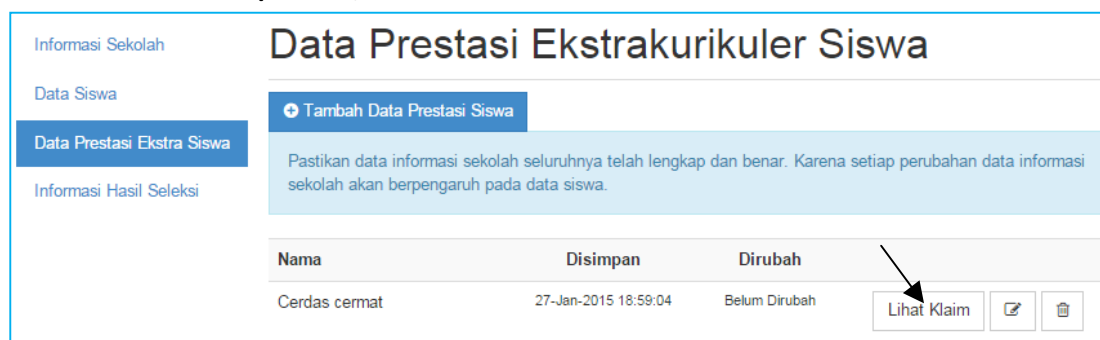 Informasi Sekolah
Data Siswa
Data Prestasi Ekstra Siswa
Informasi Hasil Seleksi
Data Prestasi Ekstrakurikuler Siswa
Tambah Data Prestasi Siswa
Pastikan data informasi sekolah seluruhnya telah lengkap dan benar. Karena setiap perubahan data informasi
sekolah akan berpengaruh pada data siswa.
Nama Disimpan Dirubah
Cerdas cermat 27-Jan-2015 18:59:04 Belum Dirubah Lihat Klaim